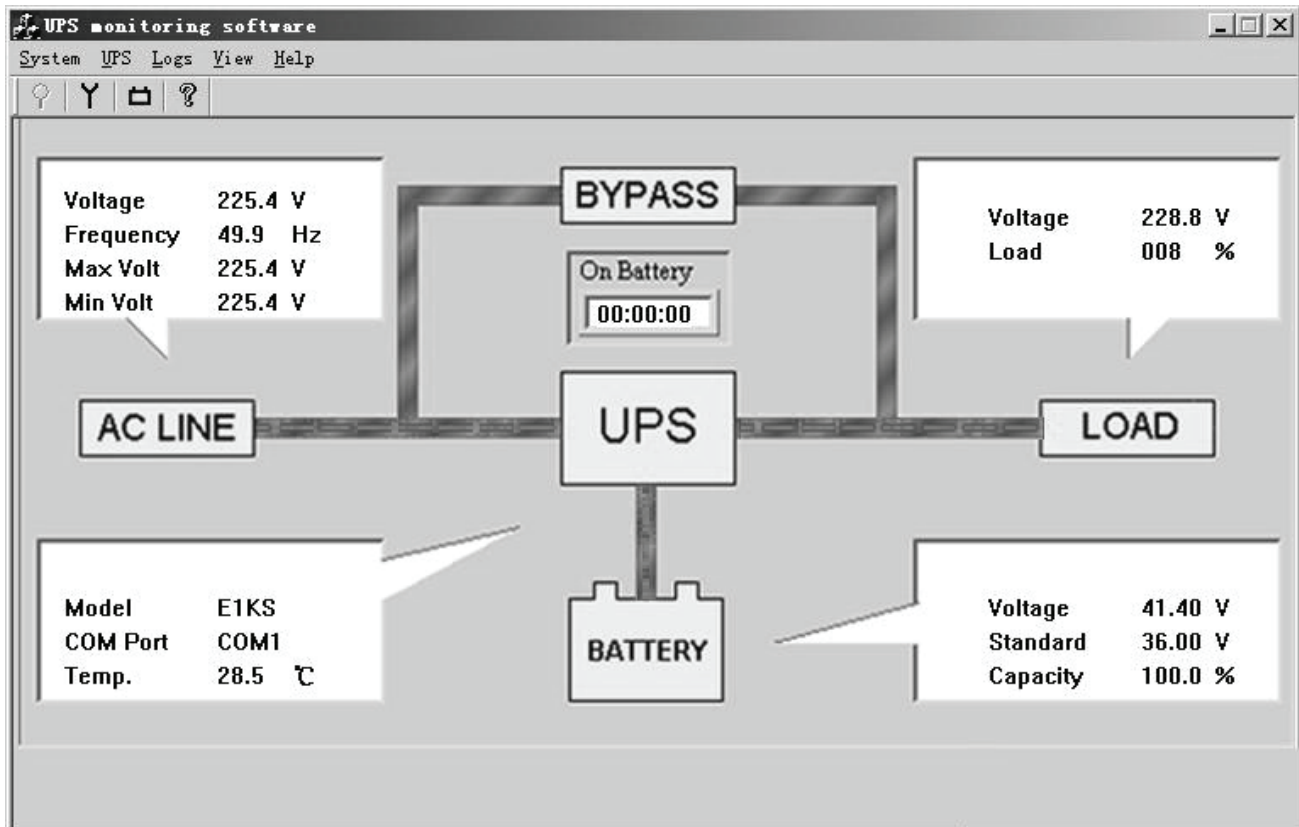 UPS monitoring software
System UPS Logs View Help
Voltage 225.4 V
Frequency 49.9 Hz
Max Volt 225.4 V
Min Volt 225.4 V
BYPASS
On Battery
00:00:00
Voltage 228.8 V
Load 008 %
AC LINE
UPS
LOAD
Model E1KS
COM Port COM1
Temp. 28.5 ℃
BATTERY
Voltage 41.40 V
Standard 36.00 V
Capacity 100.0 %